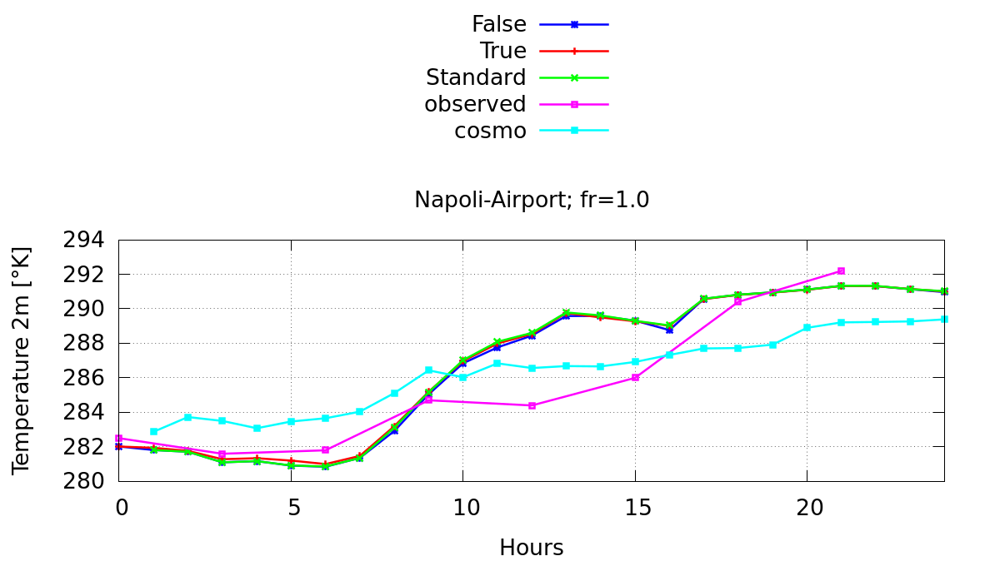 False
True
Standard
observed
cosmo
Napoli-Airport; fr=1.0
Temperature 2m [°K]
294
292
290
288
286
284
282
280
0 5 10 15 20
Hours